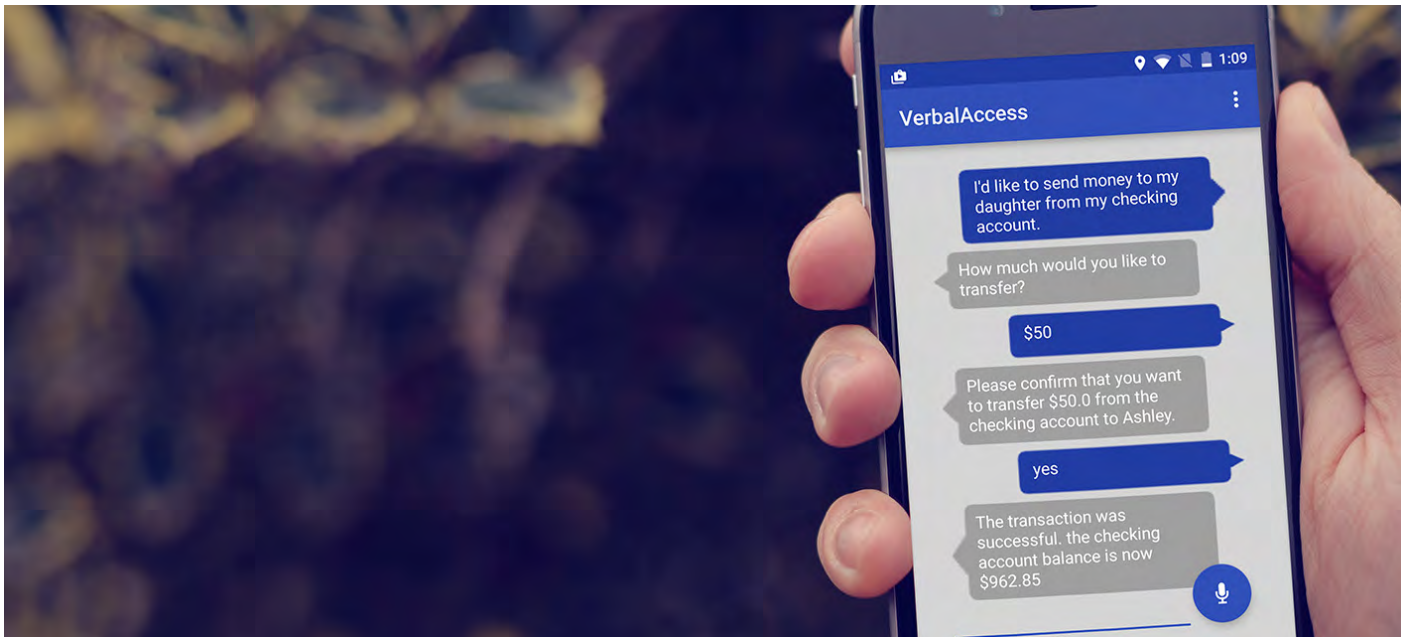 1:09
VerbalAccess
I'd like to send money to my
daughter from my checking
account.
How much would you like to
transfer?
$50
Please confirm that you want
to transfer $50.0 from the
checking account to Ashley.
yes
The transaction was
successful. the checking
account balance is now
$962.85